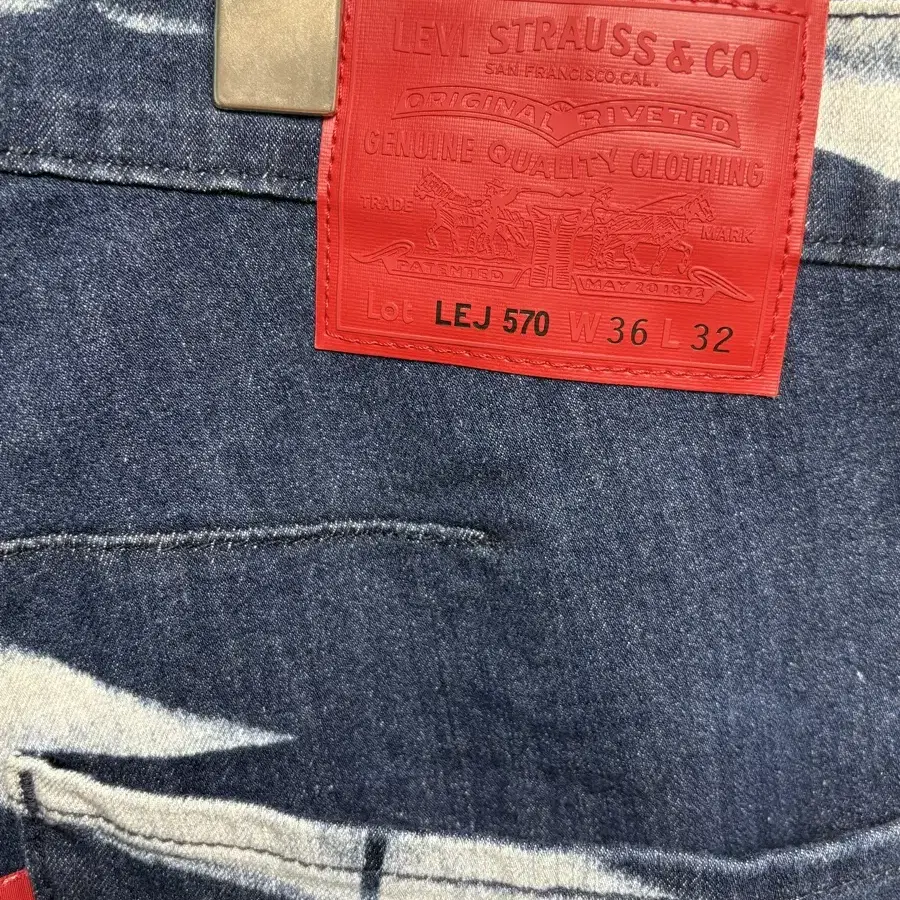 LEVI STRAUSS & CO.
SAN FRANCISCO, CAL.
ORIGINAL RIVETED
GENUINE QUALITY CLOTHING
TRADE MARK
PATENTED MAY 20 1873
Lot LEJ 570 W 36 L 32